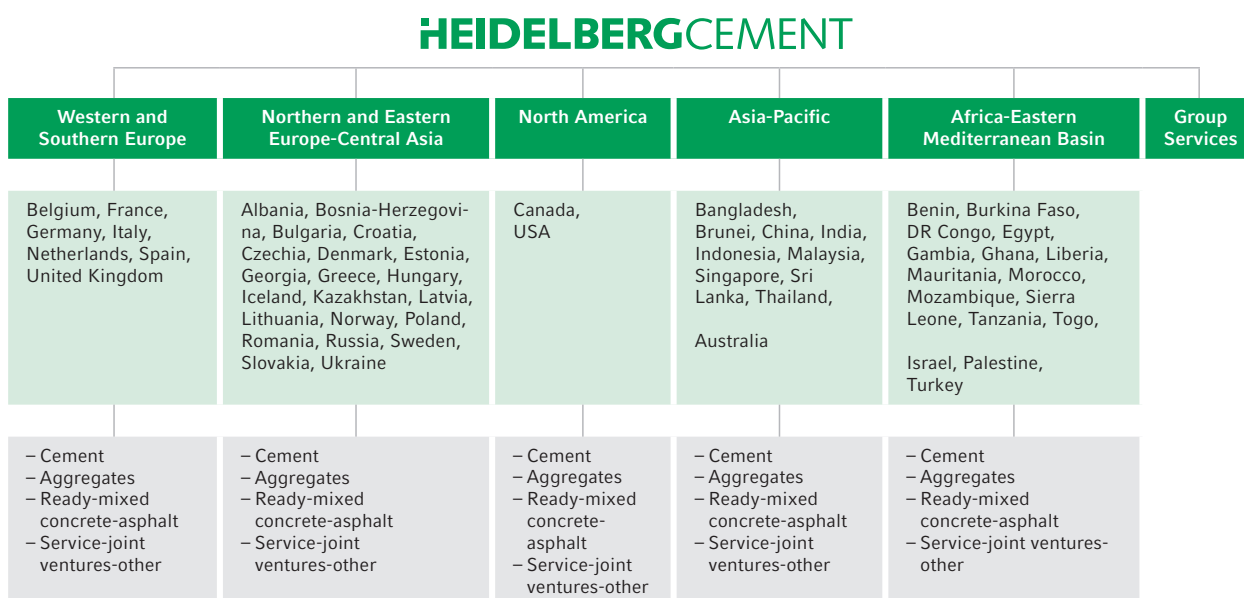 HEIDELBERGCEMENT
Western and
Southern Europe
Northern and Eastern
Europe-Central Asia
North America
Asia-Pacific
Africa-Eastern
Mediterranean Basin
Group
Services
Belgium, France,
Germany, Italy,
Netherlands, Spain,
United Kingdom
Albania, Bosnia-Herzegovi-
na, Bulgaria, Croatia,
Czechia, Denmark, Estonia,
Georgia, Greece, Hungary,
Iceland, Kazakhstan, Latvia,
Lithuania, Norway, Poland,
Romania, Russia, Sweden,
Slovakia, Ukraine
Canada,
USA
Bangladesh,
Brunei, China, India,
Indonesia, Malaysia,
Singapore, Sri
Lanka, Thailand,
Australia
Benin, Burkina Faso,
DR Congo, Egypt,
Gambia, Ghana, Liberia,
Mauritania, Morocco,
Mozambique, Sierra
Leone, Tanzania, Togo,
Israel, Palestine,
Turkey
– Cement
– Aggregates
– Ready-mixed
concrete-asphalt
– Service-joint
ventures-other
– Cement
– Aggregates
– Ready-mixed
concrete-asphalt
– Service-joint
ventures-other
– Cement
– Aggregates
– Ready-mixed
concrete-
asphalt
– Service-joint
ventures-other
– Cement
– Aggregates
– Ready-mixed
concrete-asphalt
– Service-joint
ventures-other
– Cement
– Aggregates
– Ready-mixed
concrete-asphalt
– Service-joint ventures-
other